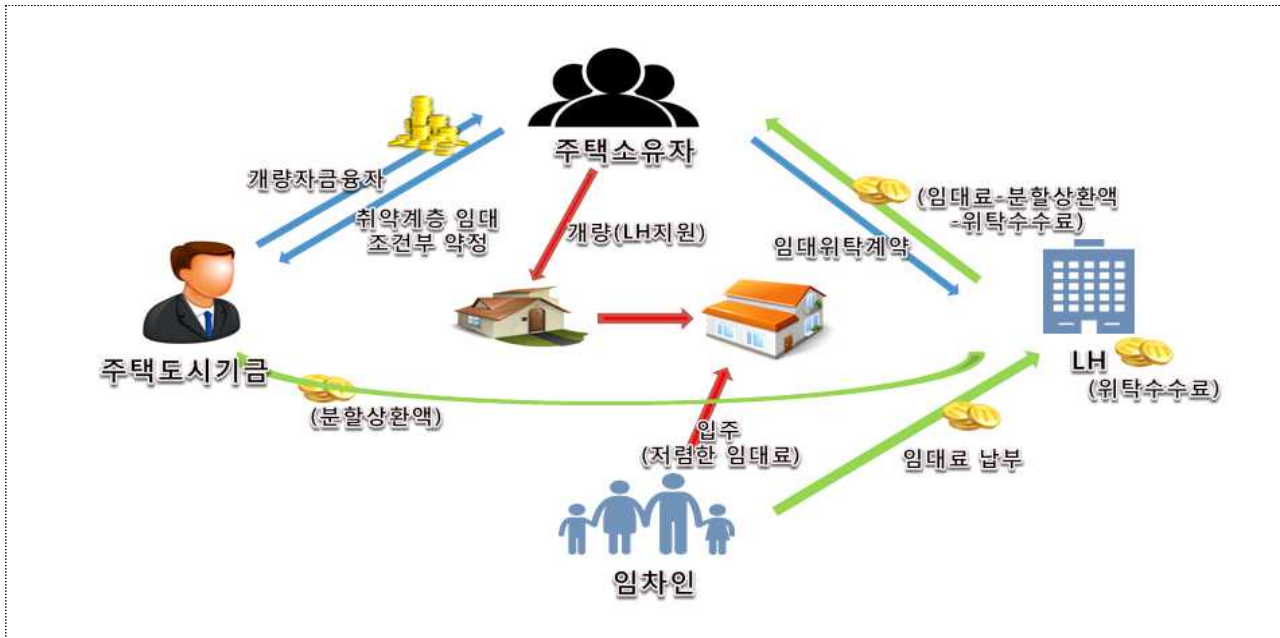 주택소유자
개량자금융자
취약계층 임대
조건부 약정
개량(LH지원)
임대위탁계약
(임대료-분할상환액
-위탁수수료)
주택도시기금
(분할상환액)
LH
(위탁수수료)
입주
(저렴한 임대료)
임대료 납부
임차인